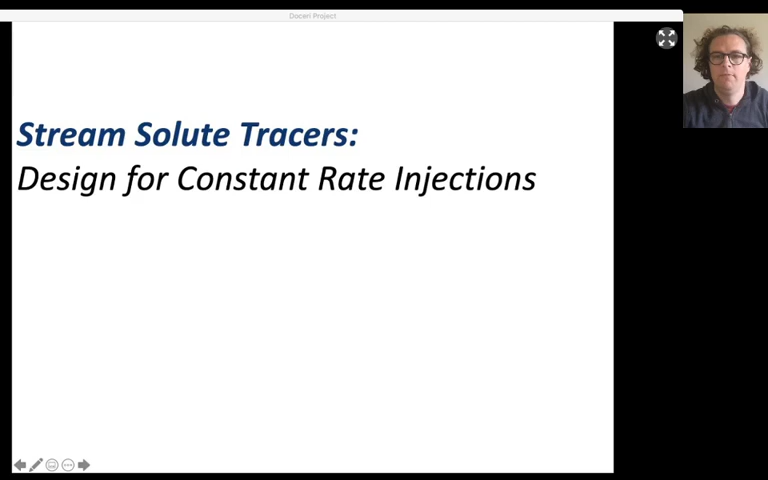 Doceri Project
Stream Solute Tracers:
Design for Constant Rate Injections